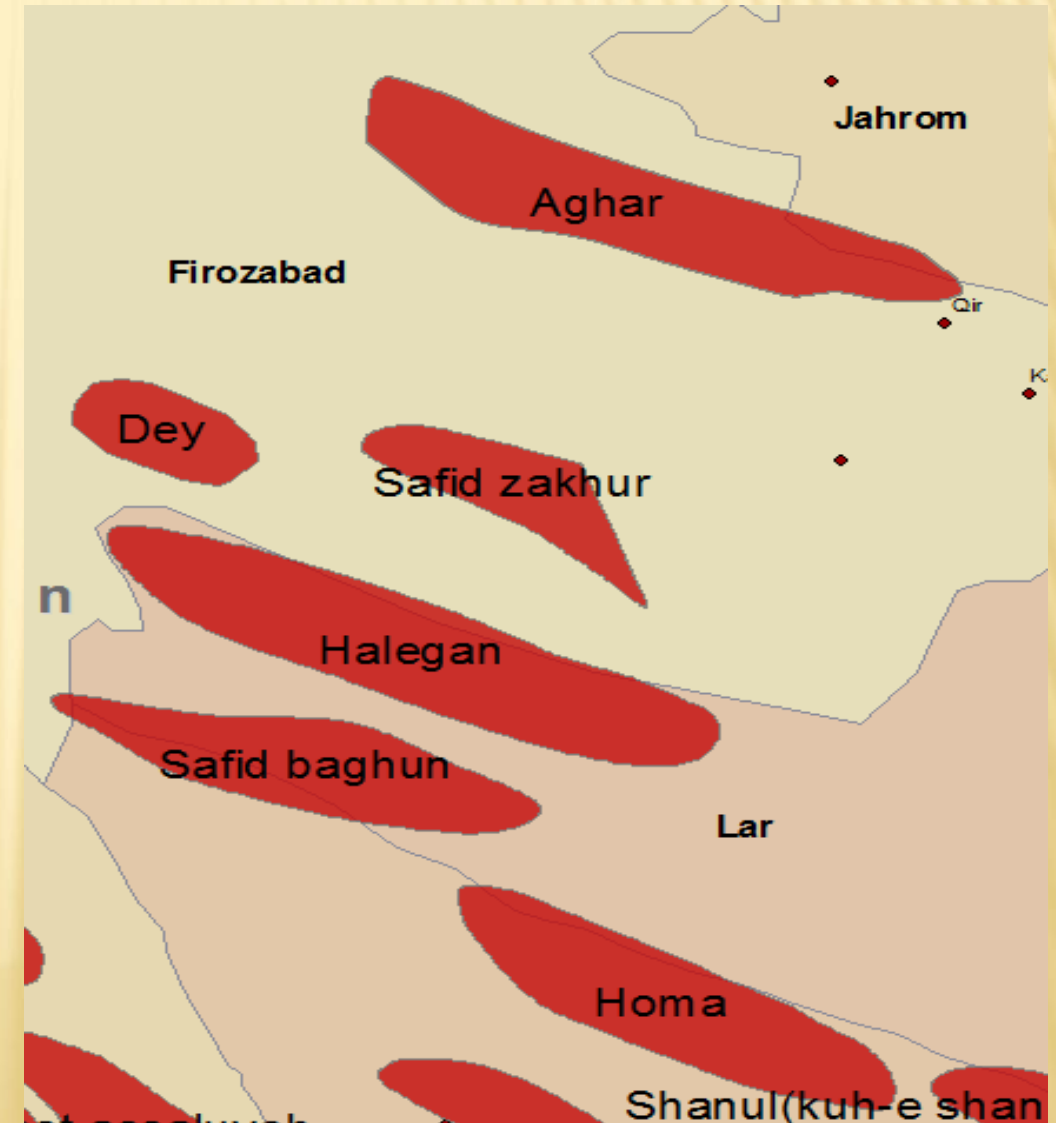 Jahrom
Aghar
Firozabad
Qir
Dey
Safid zakhur
n
Halegan
Safid baghun
Lar
Homa
Shanul(kuh-e shan